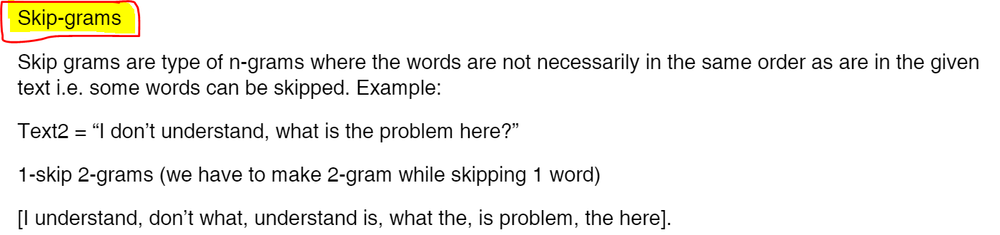 Skip-grams
Skip grams are type of n-grams where the words are not necessarily in the same order as are in the given
text i.e. some words can be skipped. Example:
Text2 = “I don’t understand, what is the problem here?”
1-skip 2-grams (we have to make 2-gram while skipping 1 word)
[I understand, don’t what, understand is, what the, is problem, the here].